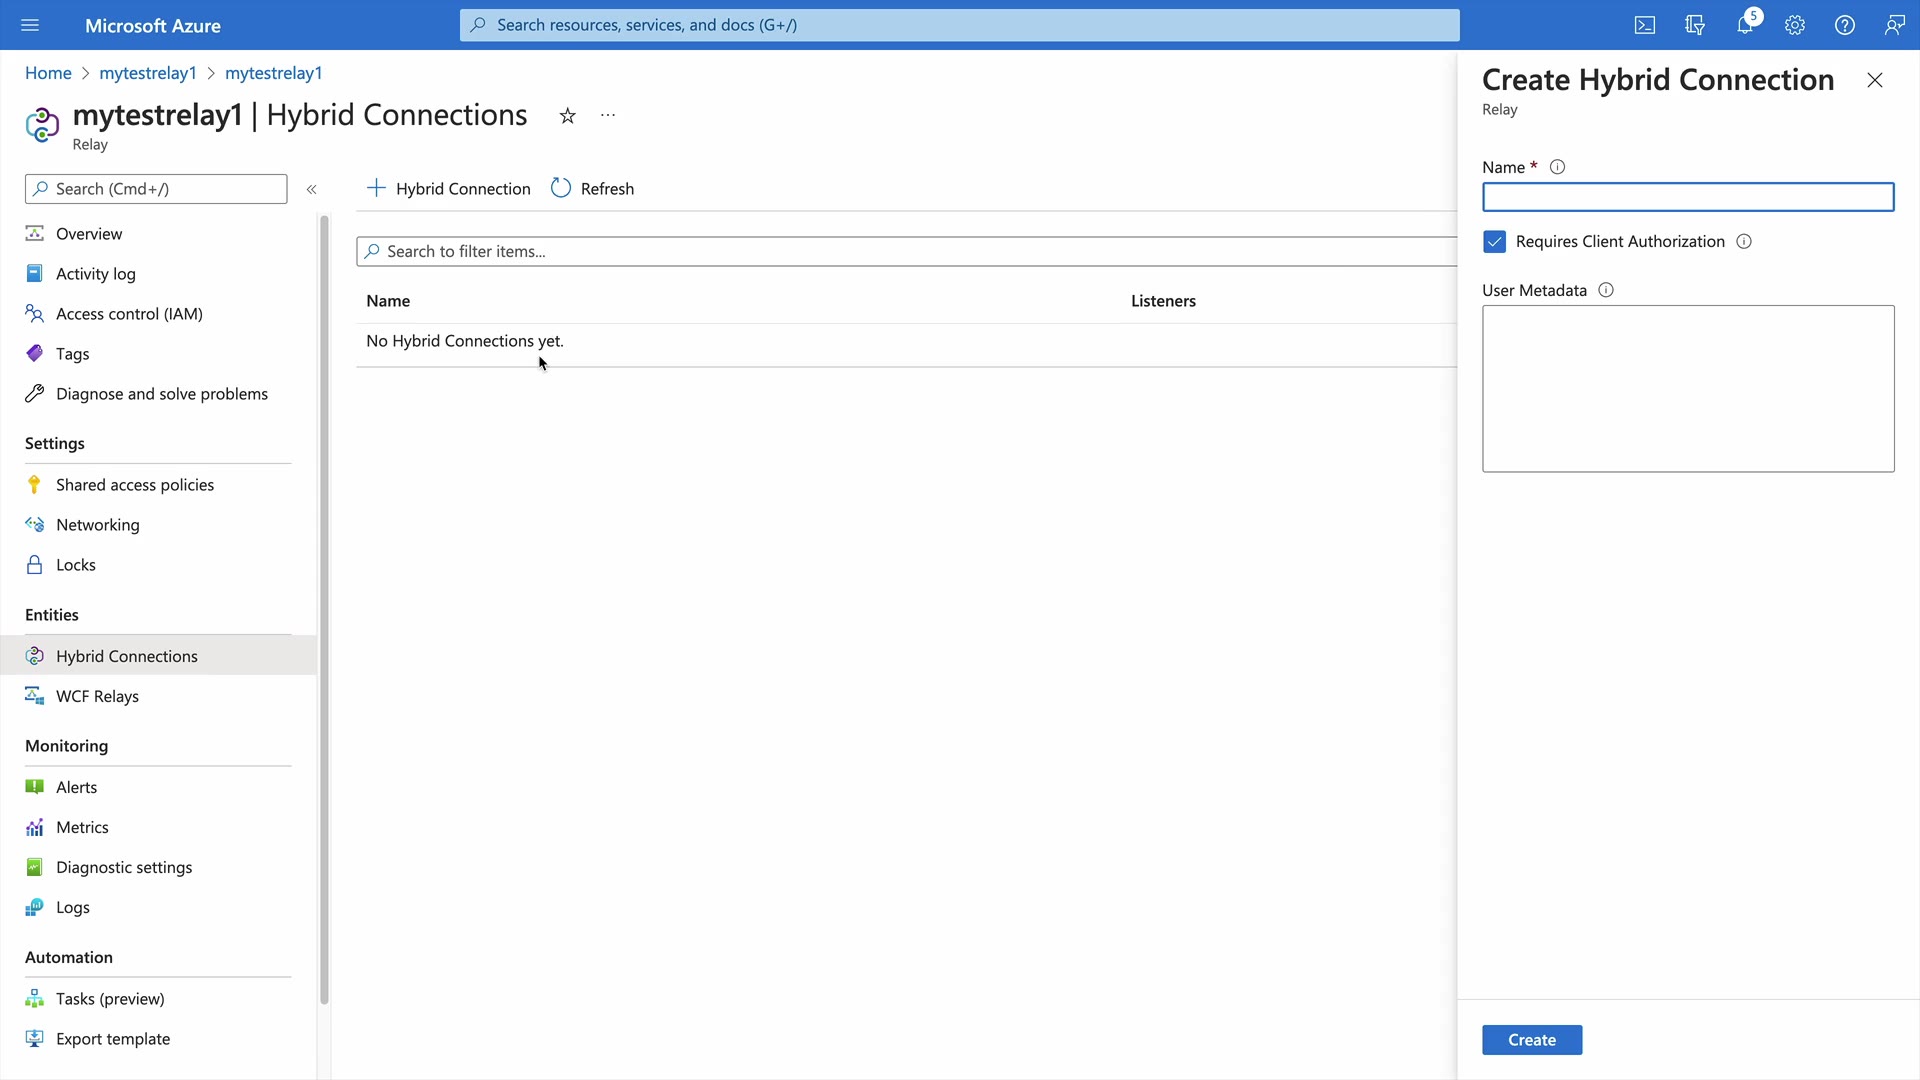 Microsoft Azure
Search resources, services, and docs (G+/)
5
Home > mytestrelay1 > mytestrelay1
mytestrelay1 | Hybrid Connections
Relay
Search (Cmd+/)
Overview
Activity log
Access control (IAM)
Tags
Diagnose and solve problems
Settings
Shared access policies
Networking
Locks
Entities
Hybrid Connections
WCF Relays
Monitoring
Alerts
Metrics
Diagnostic settings
Logs
Automation
Tasks (preview)
Export template
Hybrid Connection
Refresh
Search to filter items...
Name Listeners
No Hybrid Connections yet.
Create Hybrid Connection
Relay
Name *
Requires Client Authorization
User Metadata
Create